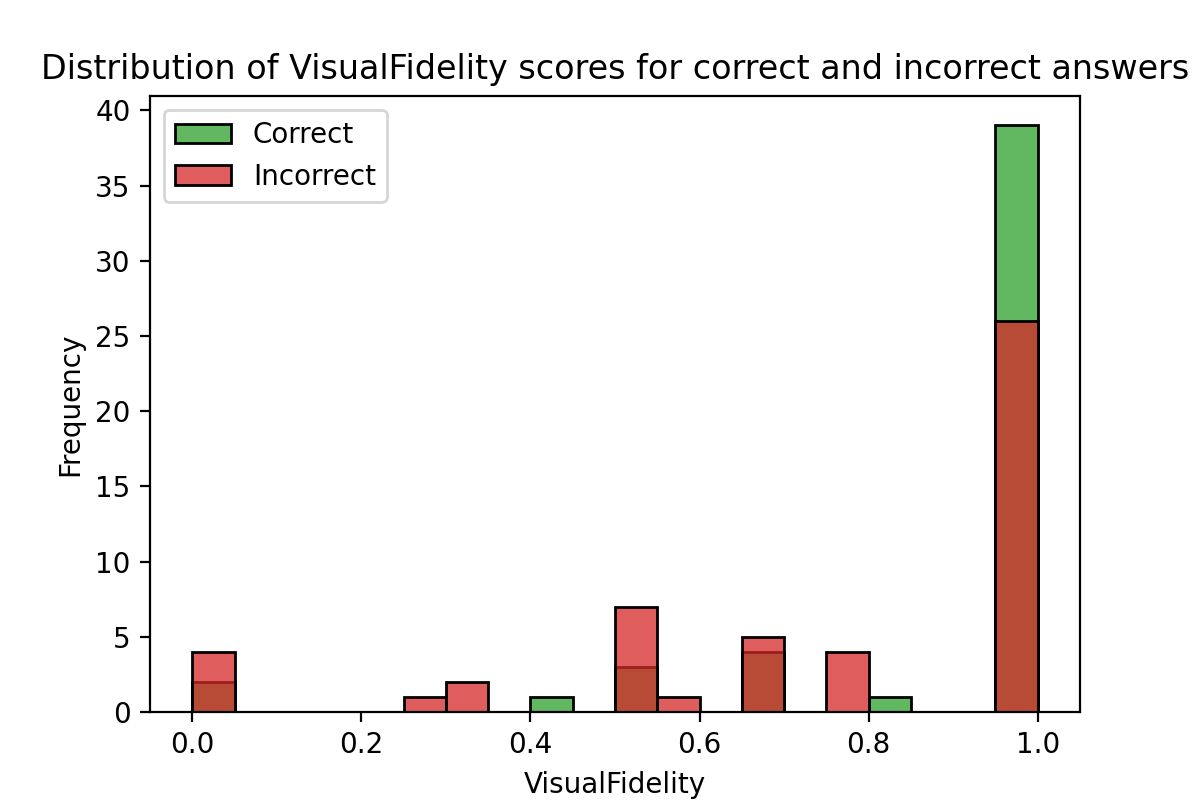 Distribution of VisualFidelity scores for correct and incorrect answers
Correct
Incorrect
Frequency
40
35
30
25
20
15
10
5
0
0.0 0.2 0.4 0.6 0.8 1.0
VisualFidelity